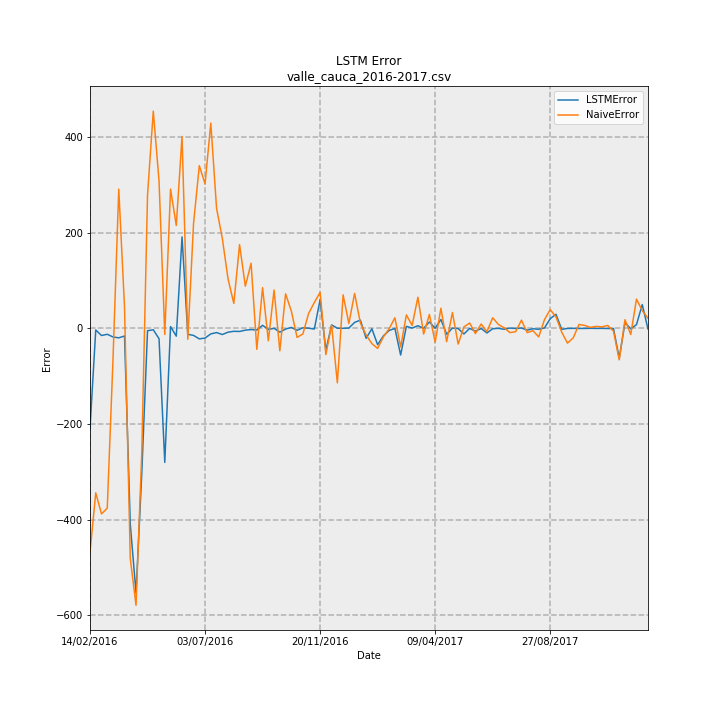 LSTM Error
valle_cauca_2016-2017.csv
LSTMError
NaiveError
400
200
0
−200
−400
−600
Error
14/02/2016
03/07/2016
20/11/2016
09/04/2017
27/08/2017
Date